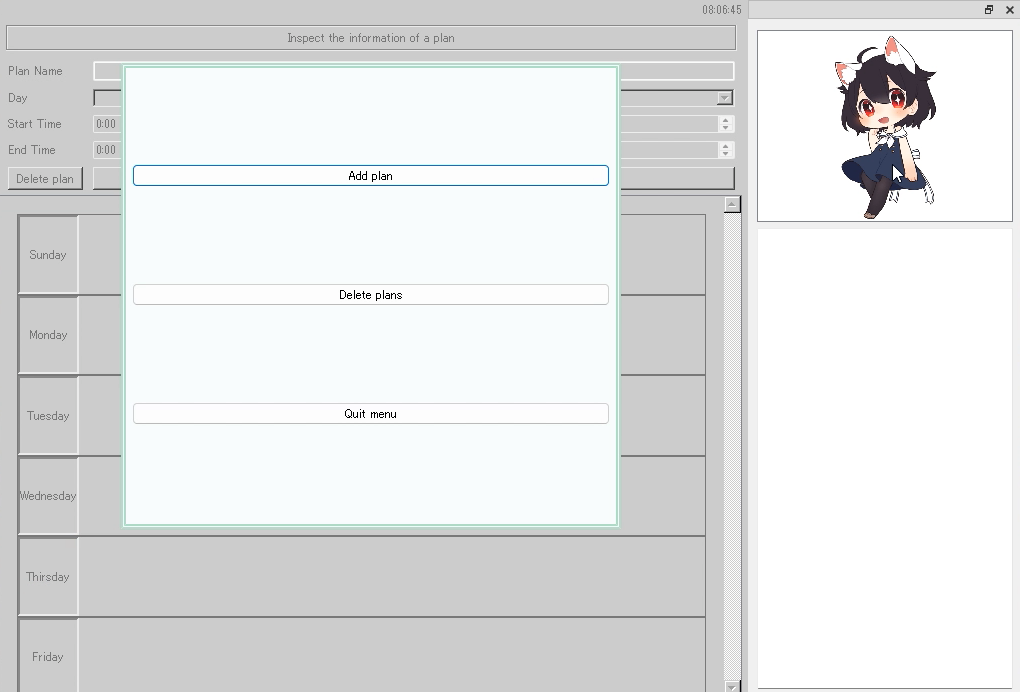 08:06:45
Inspect the information of a plan
Plan Name
Day
Start Time 0:00
End Time 0:00
Delete plan
Add plan
Delete plans
Quit menu
Sunday
Monday
Tuesday
Wednesday
Thirsday
Friday